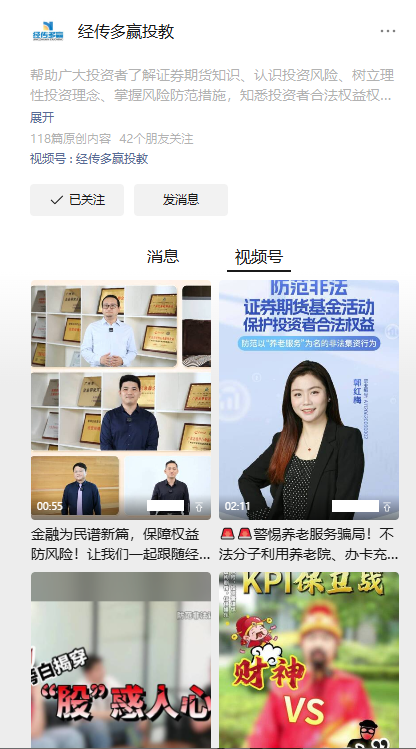 经传多赢
经传多赢投教
帮助广大投资者了解证券期货知识、认识投资风险、树立理
性投资理念、掌握风险防范措施，知悉投资者合法权益权...
展开
118篇原创内容 42个朋友关注
视频号：经传多赢投教
已关注
发消息
消息
视频号
00:55
金融为民谱新篇，保障权益
防风险！让我们一起跟随经...
防范非法
证券期货基金活动
保护投资者合法权益
防范以“养老服务”为名的非法集资行为
郭红梅
02:11
🚨🚨警惕养老服务骗局！不
法分子利用养老院、办卡充...
防范非法
白揭穿
“股”惑人心
KPI保卫战
财神
VS